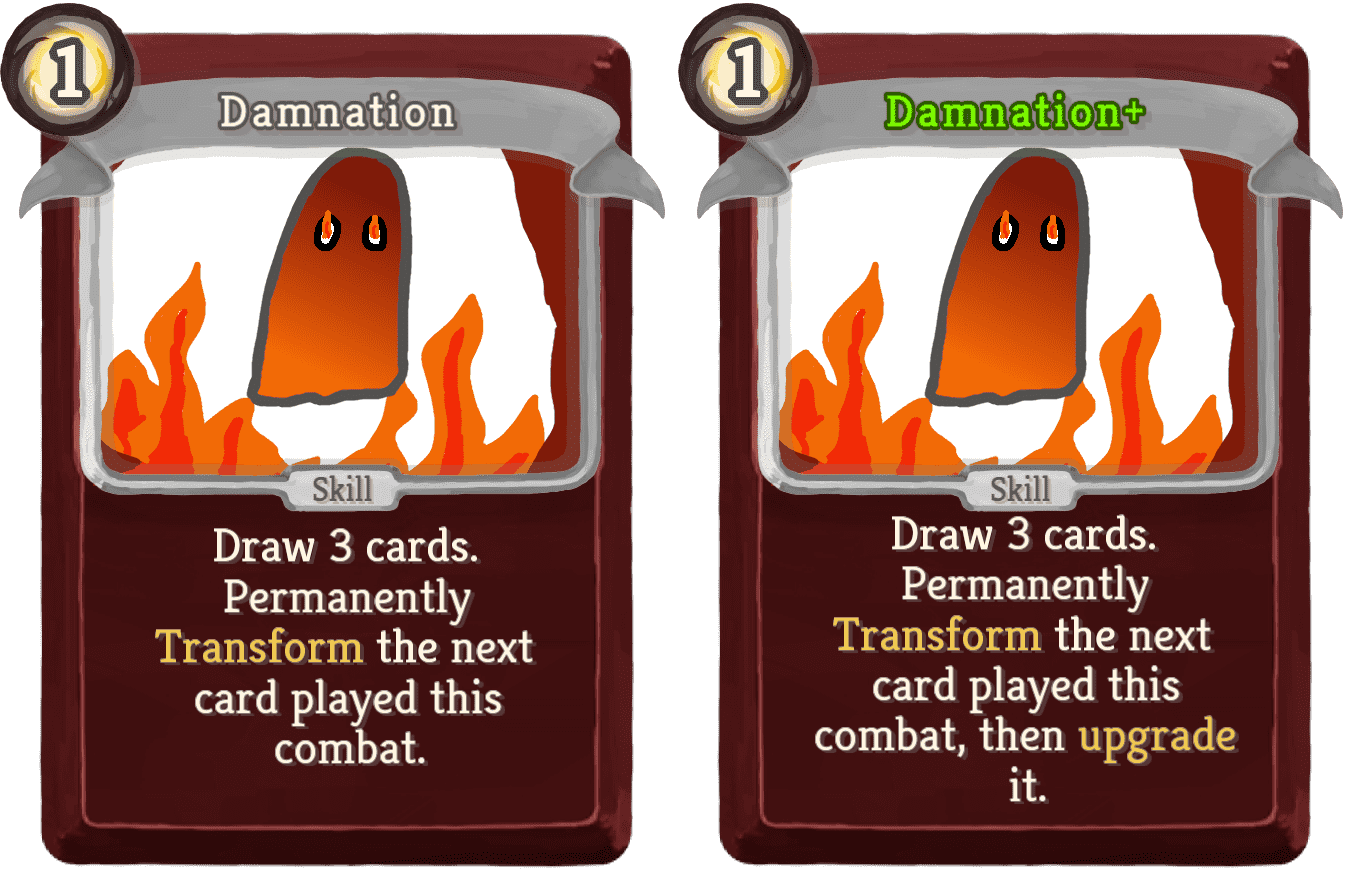 1
Damnation
Skill
Draw 3 cards.
Permanently
Transform the next
card played this
combat.
1
Damnation+
Skill
Draw 3 cards.
Permanently
Transform the next
card played this
combat, then upgrade
it.